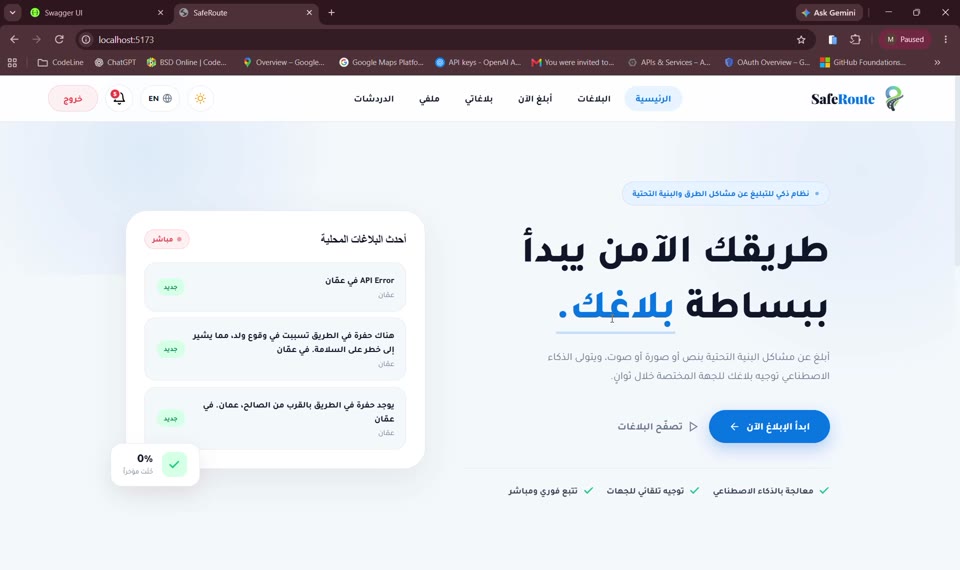 Swagger UI
SafeRoute
Ask Gemini
localhost:5173
M Paused
CodeLine
ChatGPT
BSD Online | Code...
Overview – Google...
Google Maps Platfo...
API keys - OpenAI A...
You were invited to...
APIs & Services – A...
OAuth Overview – G...
GitHub Foundations...
SafeRoute
الرئيسية
البلاغات
أبلغ الآن
بلاغاتي
ملفي
الدردشات
EN
5
خروج
نظام ذكي للتبليغ عن مشاكل الطرق والبنية التحتية
طريقك الآمن يبدأ
ببساطة بلاغك.
أبلغ عن مشاكل البنية التحتية بنص أو صورة أو صوت، ويتولى الذكاء
الاصطناعي توجيه بلاغك للجهة المختصة خلال ثوانٍ.
ابدأ الإبلاغ الآن
تصفّح البلاغات
معالجة بالذكاء الاصطناعي
توجيه تلقائي للجهات
تتبع فوري ومباشر
أحدث البلاغات المحلية
مباشر
API Error في عمّان
عمّان
جديد
هناك حفرة في الطريق تسببت في وقوع ولد، مما يشير
إلى خطر على السلامة. في عمّان
عمّان
جديد
يوجد حفرة في الطريق بالقرب من الصالح، عمان. في
عمّان
عمّان
جديد
0%
حُلت مؤخراً